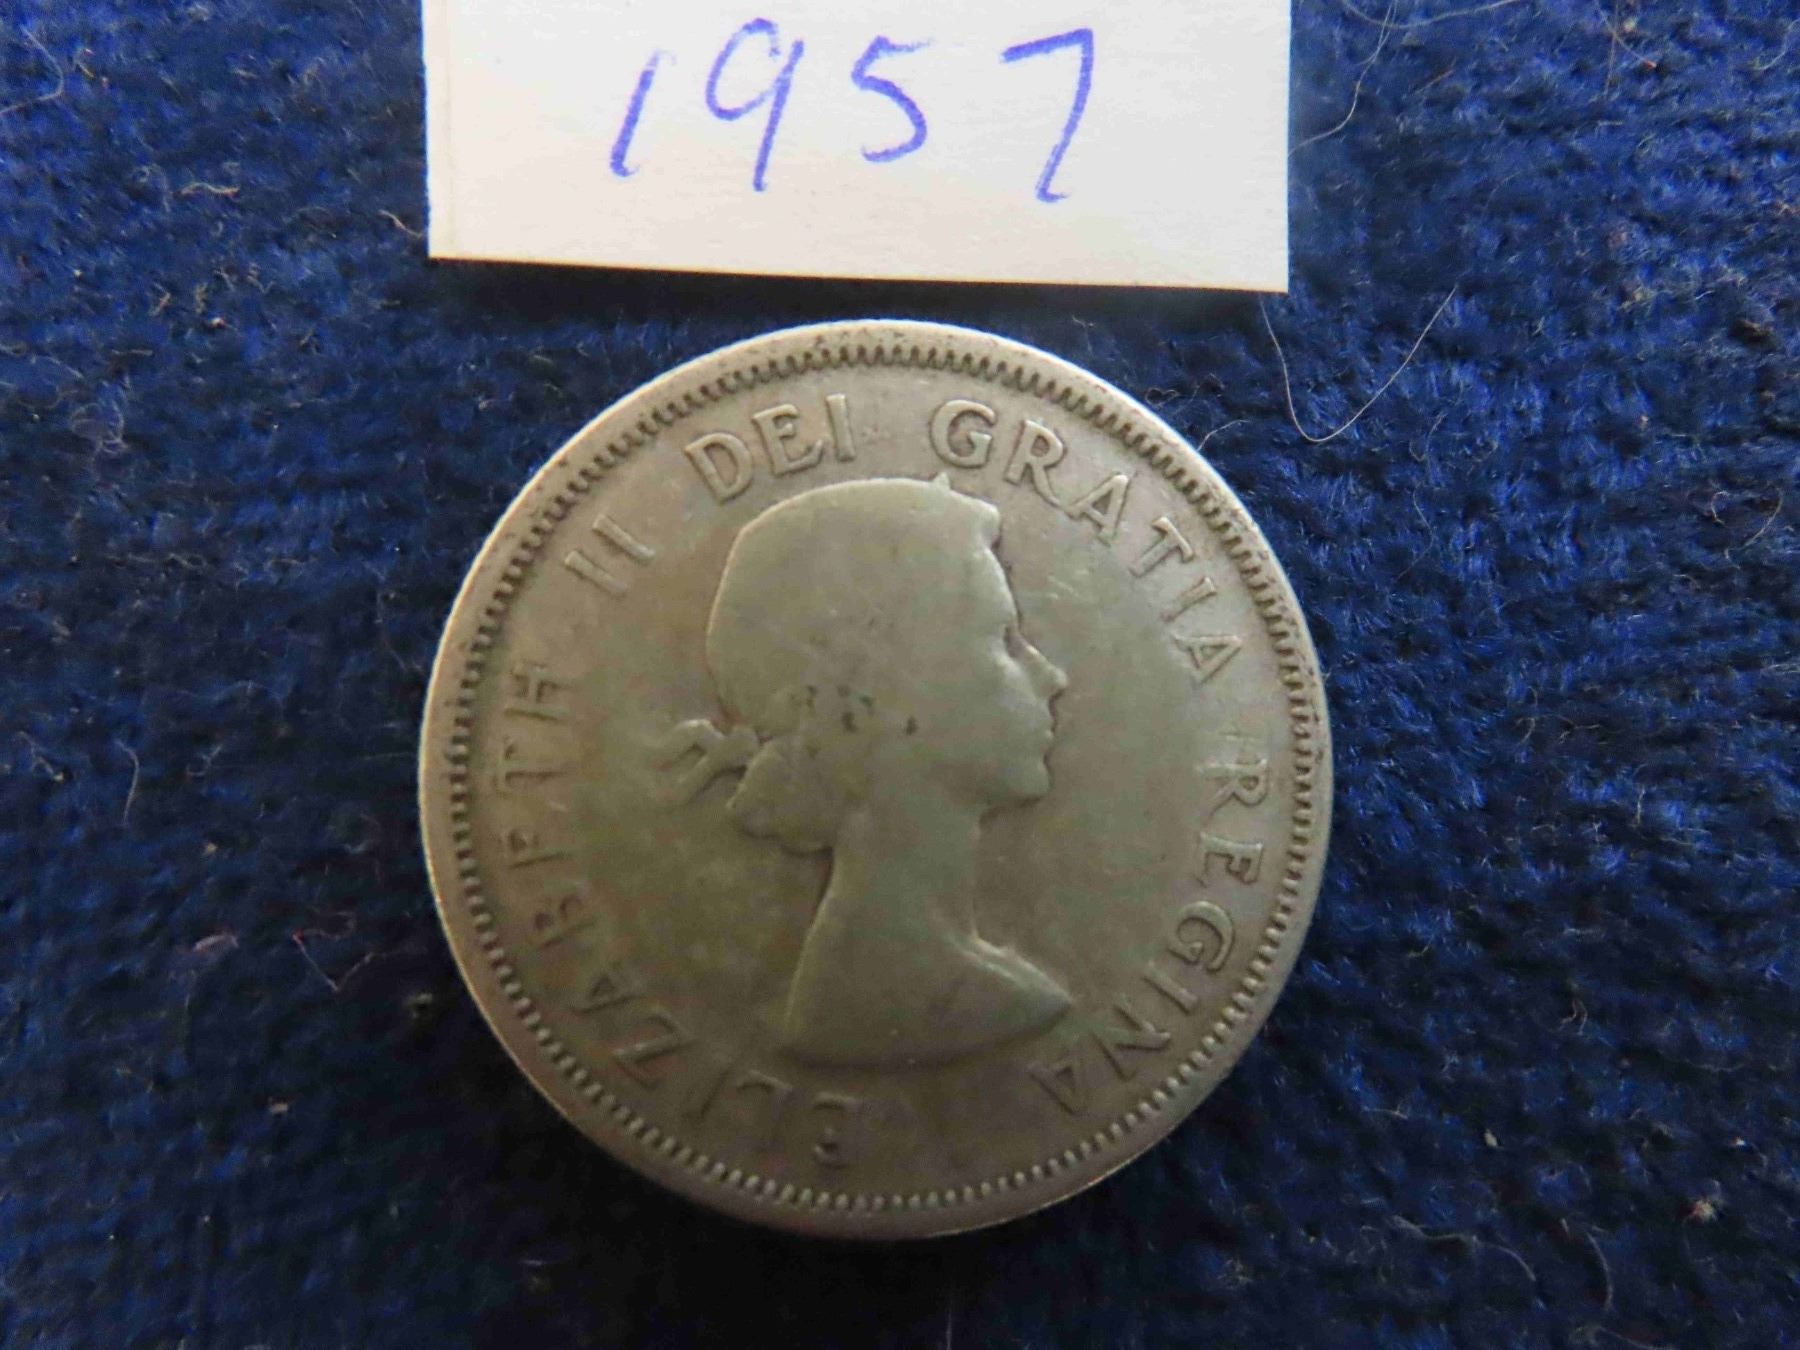 1957
ELIZABETH II DEI GRATIA REGINA